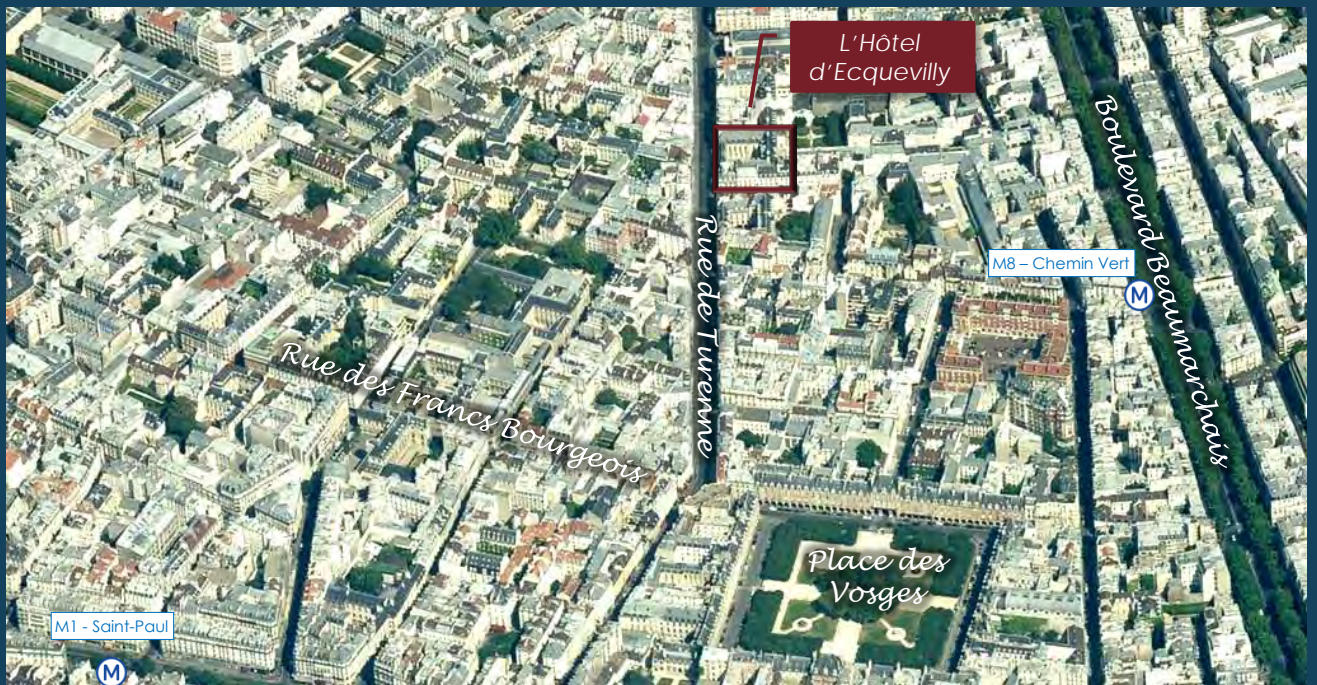 L'Hôtel
d'Ecquevilly
Boulevard Beaumarchais
Rue de Turenne
M8 – Chemin Vert
M
Rue des Francs Bourgeois
Place des
Vosges
M1 - Saint-Paul
M